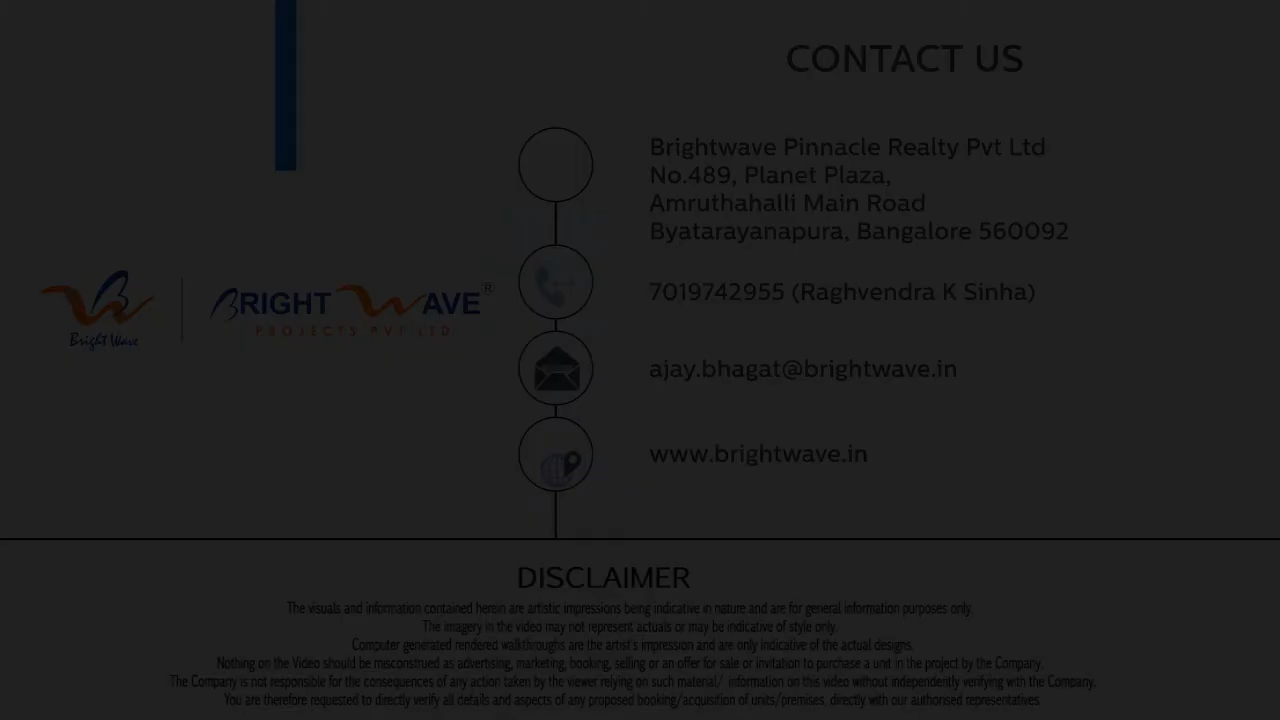 CONTACT US
Brightwave Pinnacle Realty Pvt Ltd
No.489, Planet Plaza,
Amruthahalli Main Road
Byatarayanapura, Bangalore 560092
7019742955 (Raghvendra K Sinha)
ajay.bhagat@brightwave.in
www.brightwave.in
Bright Wave
BRIGHT WAVE®
PROJECTS PVT LTD
DISCLAIMER
The visuals and information contained herein are artistic impressions being indicative in nature and are for general information purposes only.
The imagery in the video may not represent actuals or may be indicative of style only.
Computer generated rendered walkthroughs are the artist's impression and are only indicative of the actual designs.
Nothing on the Video should be misconstrued as advertising, marketing, booking, selling or an offer for sale or invitation to purchase a unit in the project by the Company.
The Company is not responsible for the consequences of any action taken by the viewer relying on such material/ information on this video without independently verifying with the Company.
You are therefore requested to directly verify all details and aspects of any proposed booking/acquisition of units/premises, directly with our authorised representatives